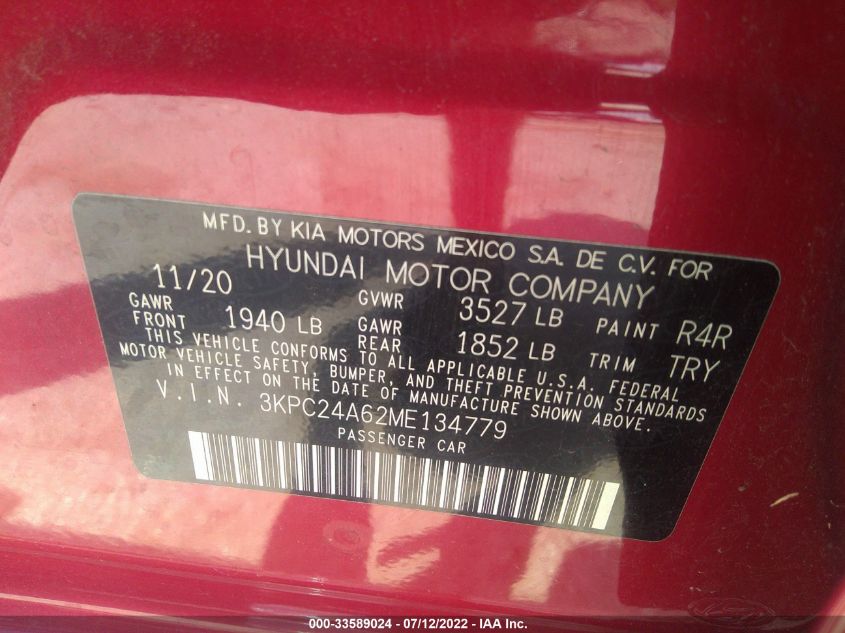 MFD. BY KIA MOTORS MEXICO S.A. DE C.V. FOR
HYUNDAI MOTOR COMPANY
11/20 GVWR 3527 LB PAINT R4R
GAWR FRONT 1940 LB GAWR REAR 1852 LB TRIM TRY
THIS VEHICLE CONFORMS TO ALL APPLICABLE U.S.A. FEDERAL
MOTOR VEHICLE SAFETY, BUMPER, AND THEFT PREVENTION STANDARDS
IN EFFECT ON THE DATE OF MANUFACTURE SHOWN ABOVE.
V.I.N. 3KPC24A62ME134779
PASSENGER CAR
000-33589024 - 07/12/2022 - IAA Inc.